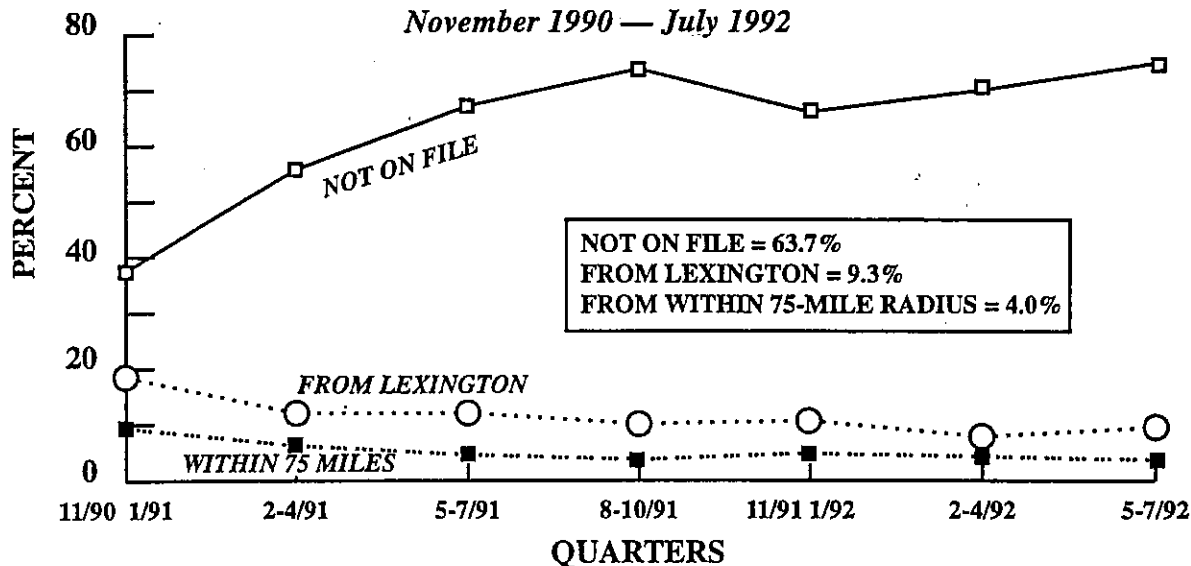 November 1990 — July 1992
PERCENT
80
60
40
20
0
NOT ON FILE
NOT ON FILE = 63.7%
FROM LEXINGTON = 9.3%
FROM WITHIN 75-MILE RADIUS = 4.0%
FROM LEXINGTON
WITHIN 75 MILES
11/90 1/91 2-4/91 5-7/91 8-10/91 11/91 1/92 2-4/92 5-7/92
QUARTERS